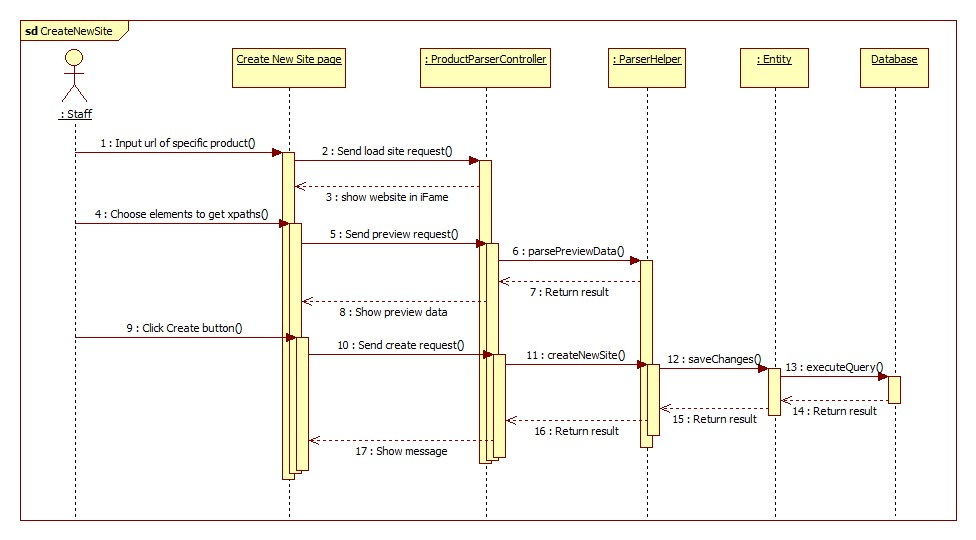 sd CreateNewSite
Create New Site page
: ProductParserController
: ParserHelper
: Entity
Database
: Staff
1 : Input url of specific product()
2 : Send load site request()
3 : show website in iFame
4 : Choose elements to get xpaths()
5 : Send preview request()
6 : parsePreviewData()
7 : Return result
8 : Show preview data
9 : Click Create button()
10 : Send create request()
11 : createNewSite()
12 : saveChanges()
13 : executeQuery()
14 : Return result
15 : Return result
16 : Return result
17 : Show message